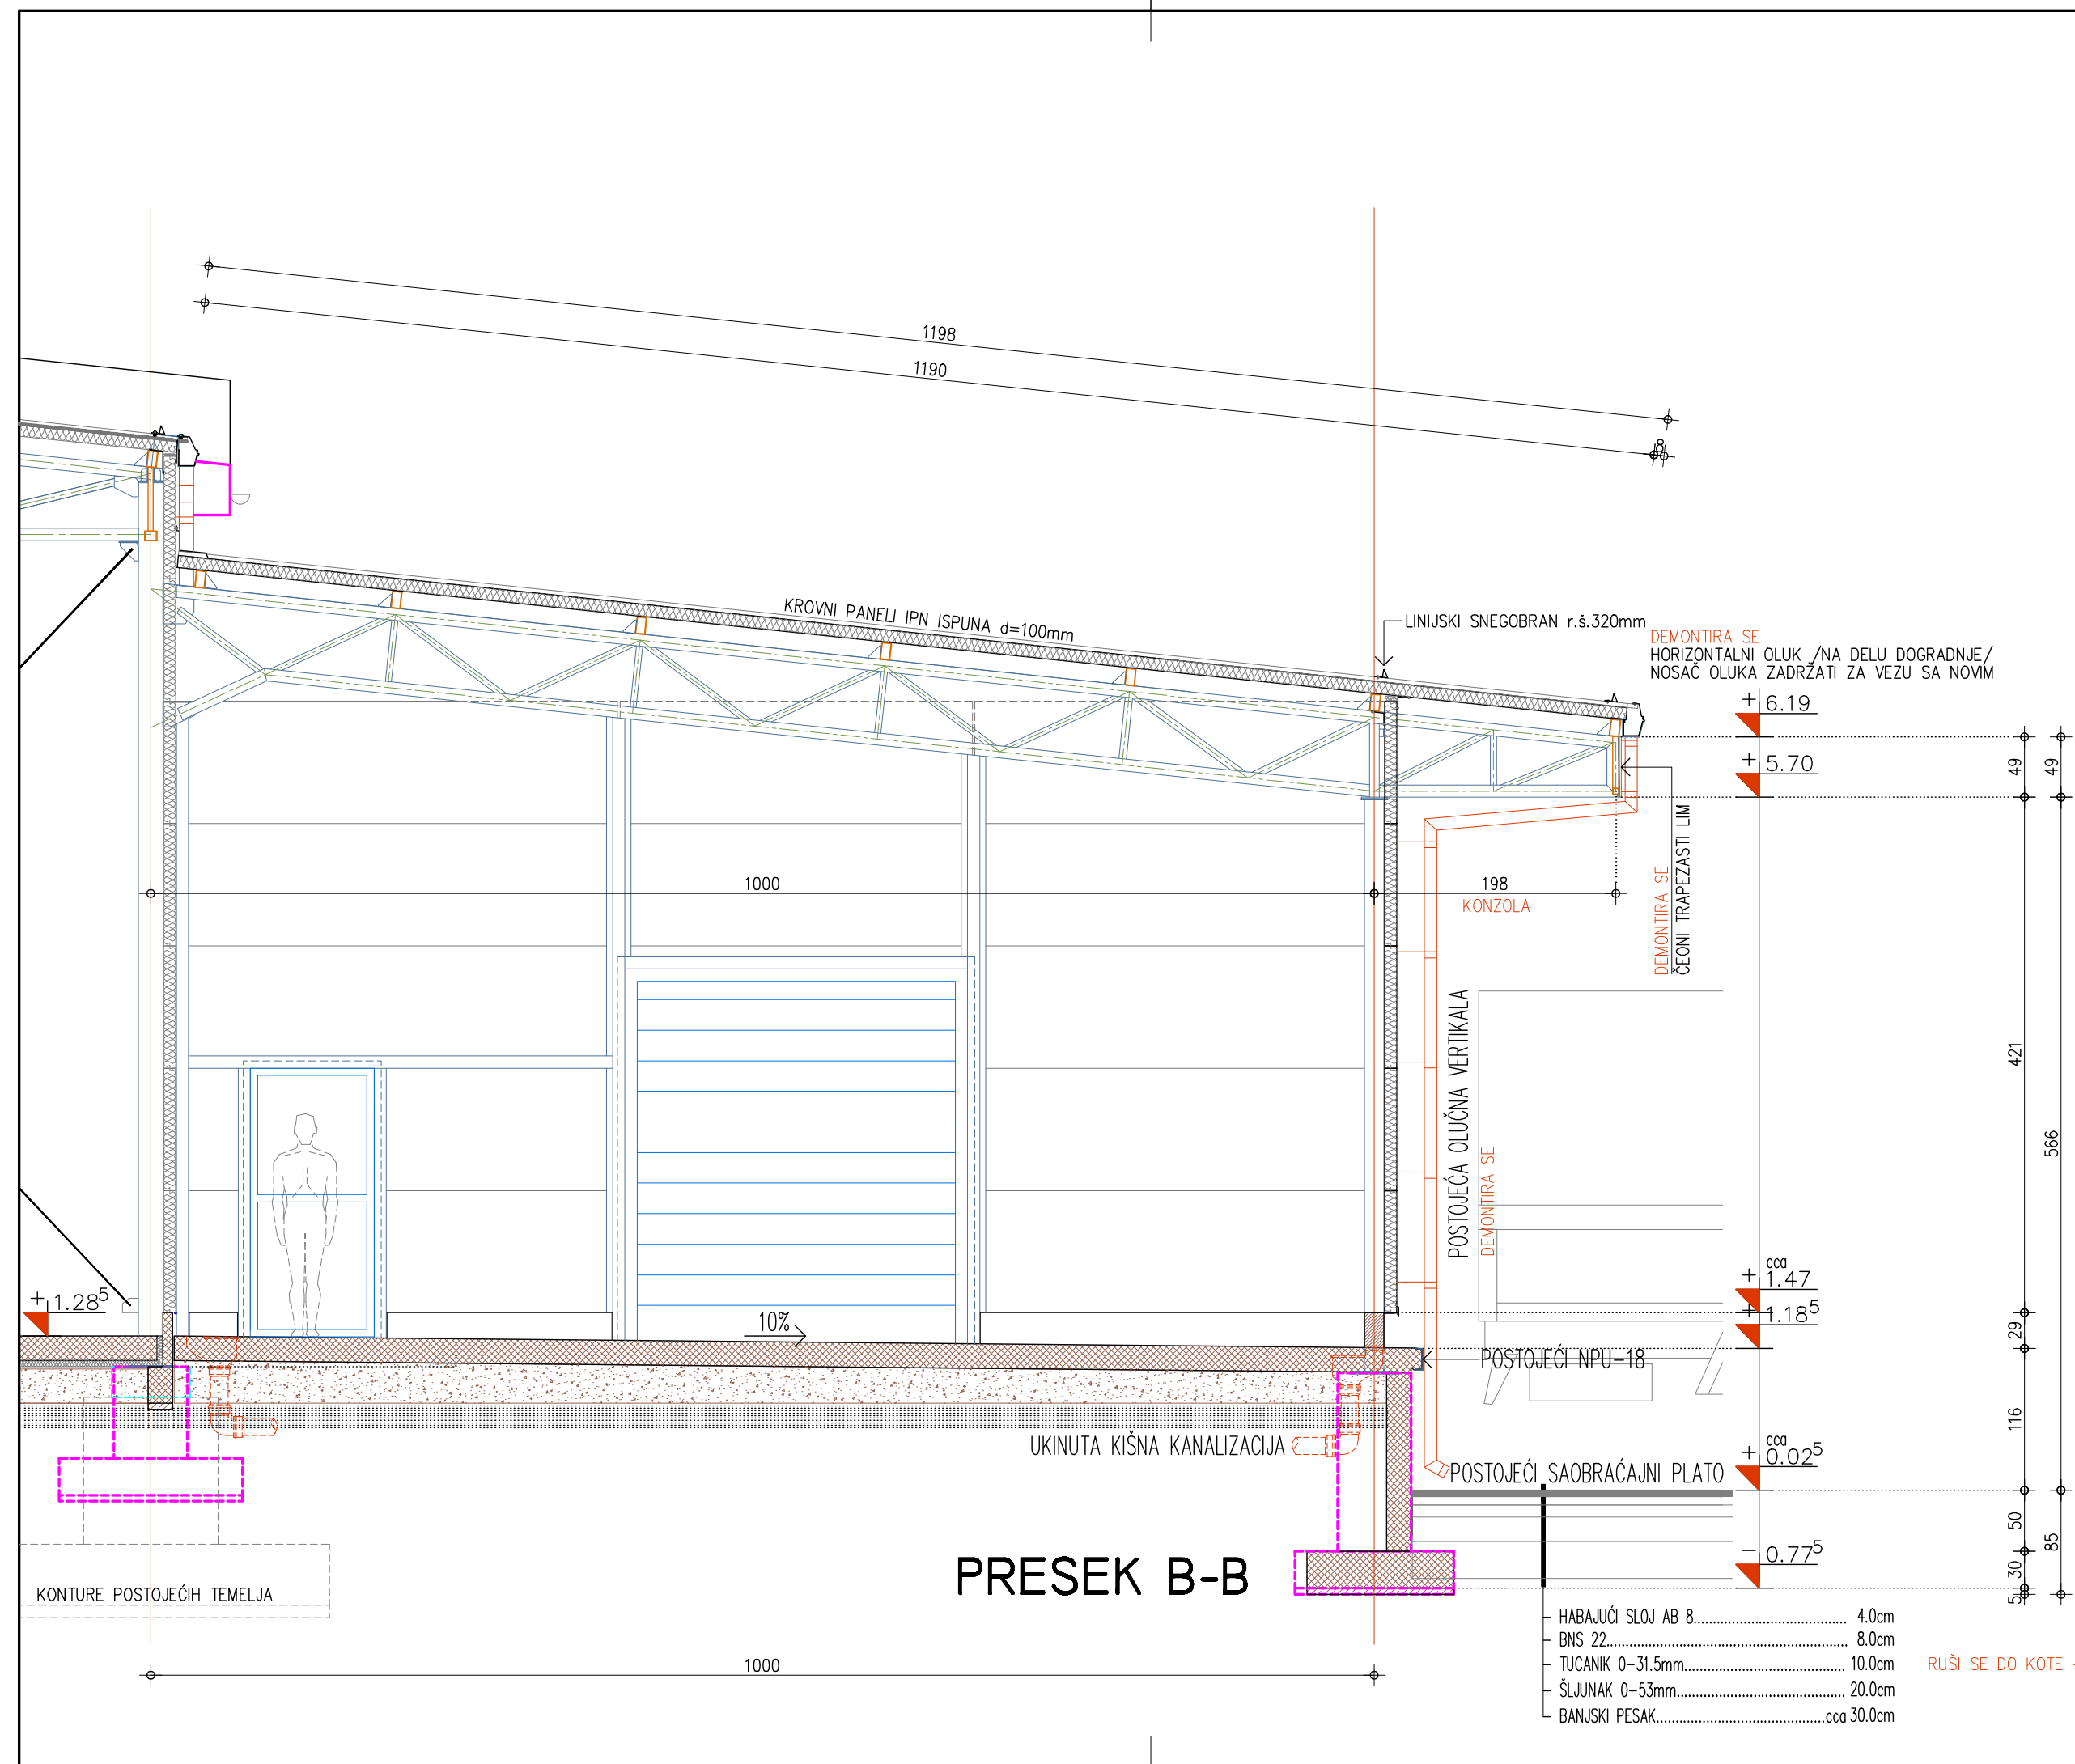 1198
1190
8
KROVNI PANELI IPN ISPUNA d=100mm
LINIJSKI SNEGOBRAN r.š.320mm
DEMONTIRA SE
HORIZONTALNI OLUK /NA DELU DOGRADNJE/
NOSAČ OLUKA ZADRŽATI ZA VEZU SA NOVIM
+6.19
+5.70
49
49
1000
198
KONZOLA
DEMONTIRA SE
ČEONI TRAPEZASTI LIM
POSTOJEĆA OLUČNA VERTIKALA
DEMONTIRA SE
421
566
cca
+1.47
+1.18⁵
+1.28⁵
10%
29
POSTOJEĆI NPU-18
116
UKINUTA KIŠNA KANALIZACIJA
cca
+0.02⁵
POSTOJEĆI SAOBRAĆAJNI PLATO
50
85
-0.77⁵
30
5
PRESEK B-B
KONTURE POSTOJEĆIH TEMELJA
HABAJUĆI SLOJ AB 8.................................... 4.0cm
BNS 22.......................................................... 8.0cm
TUCANIK 0-31.5mm....................................... 10.0cm
ŠLJUNAK 0-53mm......................................... 20.0cm
BANJSKI PESAK.........................................cca 30.0cm
RUŠI SE DO KOTE -
1000